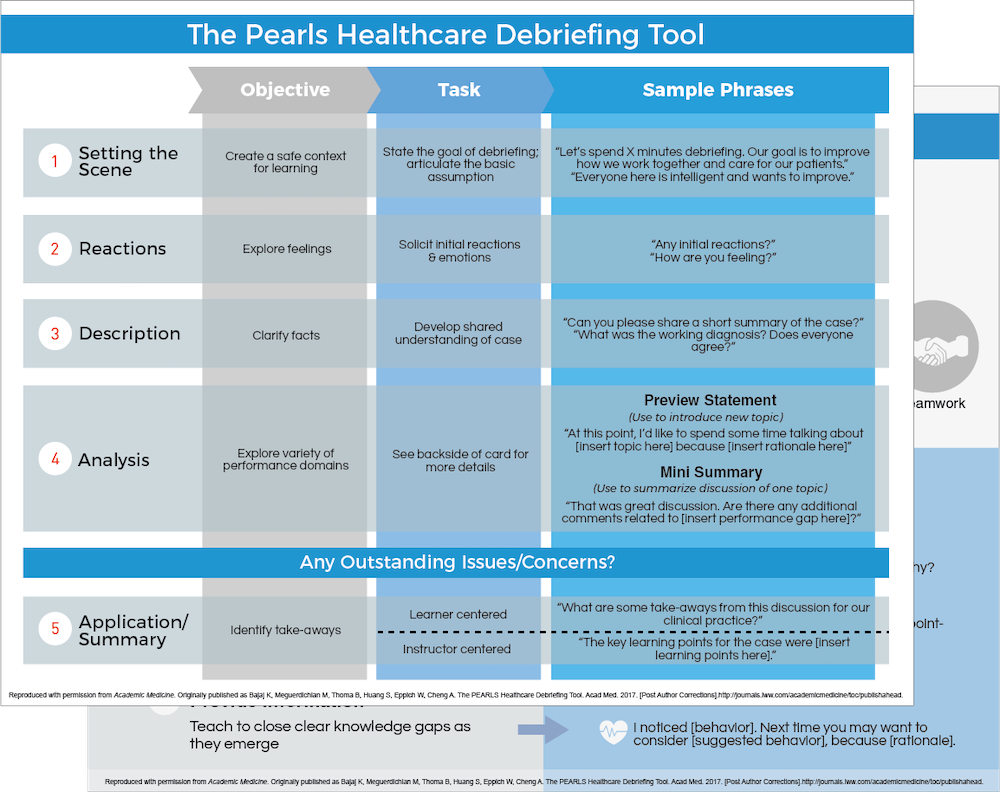 The Pearls Healthcare Debriefing Tool
Objective
Task
Sample Phrases
1
Setting the
Scene
Create a safe context
for learning
State the goal of debriefing;
articulate the basic
assumption
“Let’s spend X minutes debriefing. Our goal is to improve
how we work together and care for our patients.”
“Everyone here is intelligent and wants to improve.”
2
Reactions
Explore feelings
Solicit initial reactions
& emotions
“Any initial reactions?”
“How are you feeling?”
3
Description
Clarify facts
Develop shared
understanding of case
“Can you please share a short summary of the case?”
“What was the working diagnosis? Does everyone
agree?”
4
Analysis
Explore variety of
performance domains
See backside of card for
more details
Preview Statement
(Use to introduce new topic)
“At this point, I’d like to spend some time talking about
[insert topic here] because [insert rationale here]”
Mini Summary
(Use to summarize discussion of one topic)
“That was great discussion. Are there any additional
comments related to [insert performance gap here]?”
Any Outstanding Issues/Concerns?
5
Application/
Summary
Identify take-aways
Learner centered
“What are some take-aways from this discussion for our
clinical practice?”
Instructor centered
“The key learning points for the case were [insert
learning points here].”
Reproduced with permission from Academic Medicine. Originally published as Bajaj K, Meguerdichian M, Thoma B, Huang S, Eppich W, Cheng A. The PEARLS Healthcare Debriefing Tool. Acad Med. 2017. [Post Author Corrections].http://journals.lww.com/academicmedicine/toc/publishahead.
eamwork
hy?
point-
Provide Information
Teach to close clear knowledge gaps as
they emerge
I noticed [behavior]. Next time you may want to
consider [suggested behavior], because [rationale].
Reproduced with permission from Academic Medicine. Originally published as Bajaj K, Meguerdichian M, Thoma B, Huang S, Eppich W, Cheng A. The PEARLS Healthcare Debriefing Tool. Acad Med. 2017. [Post Author Corrections].http://journals.lww.com/academicmedicine/toc/publishahead.